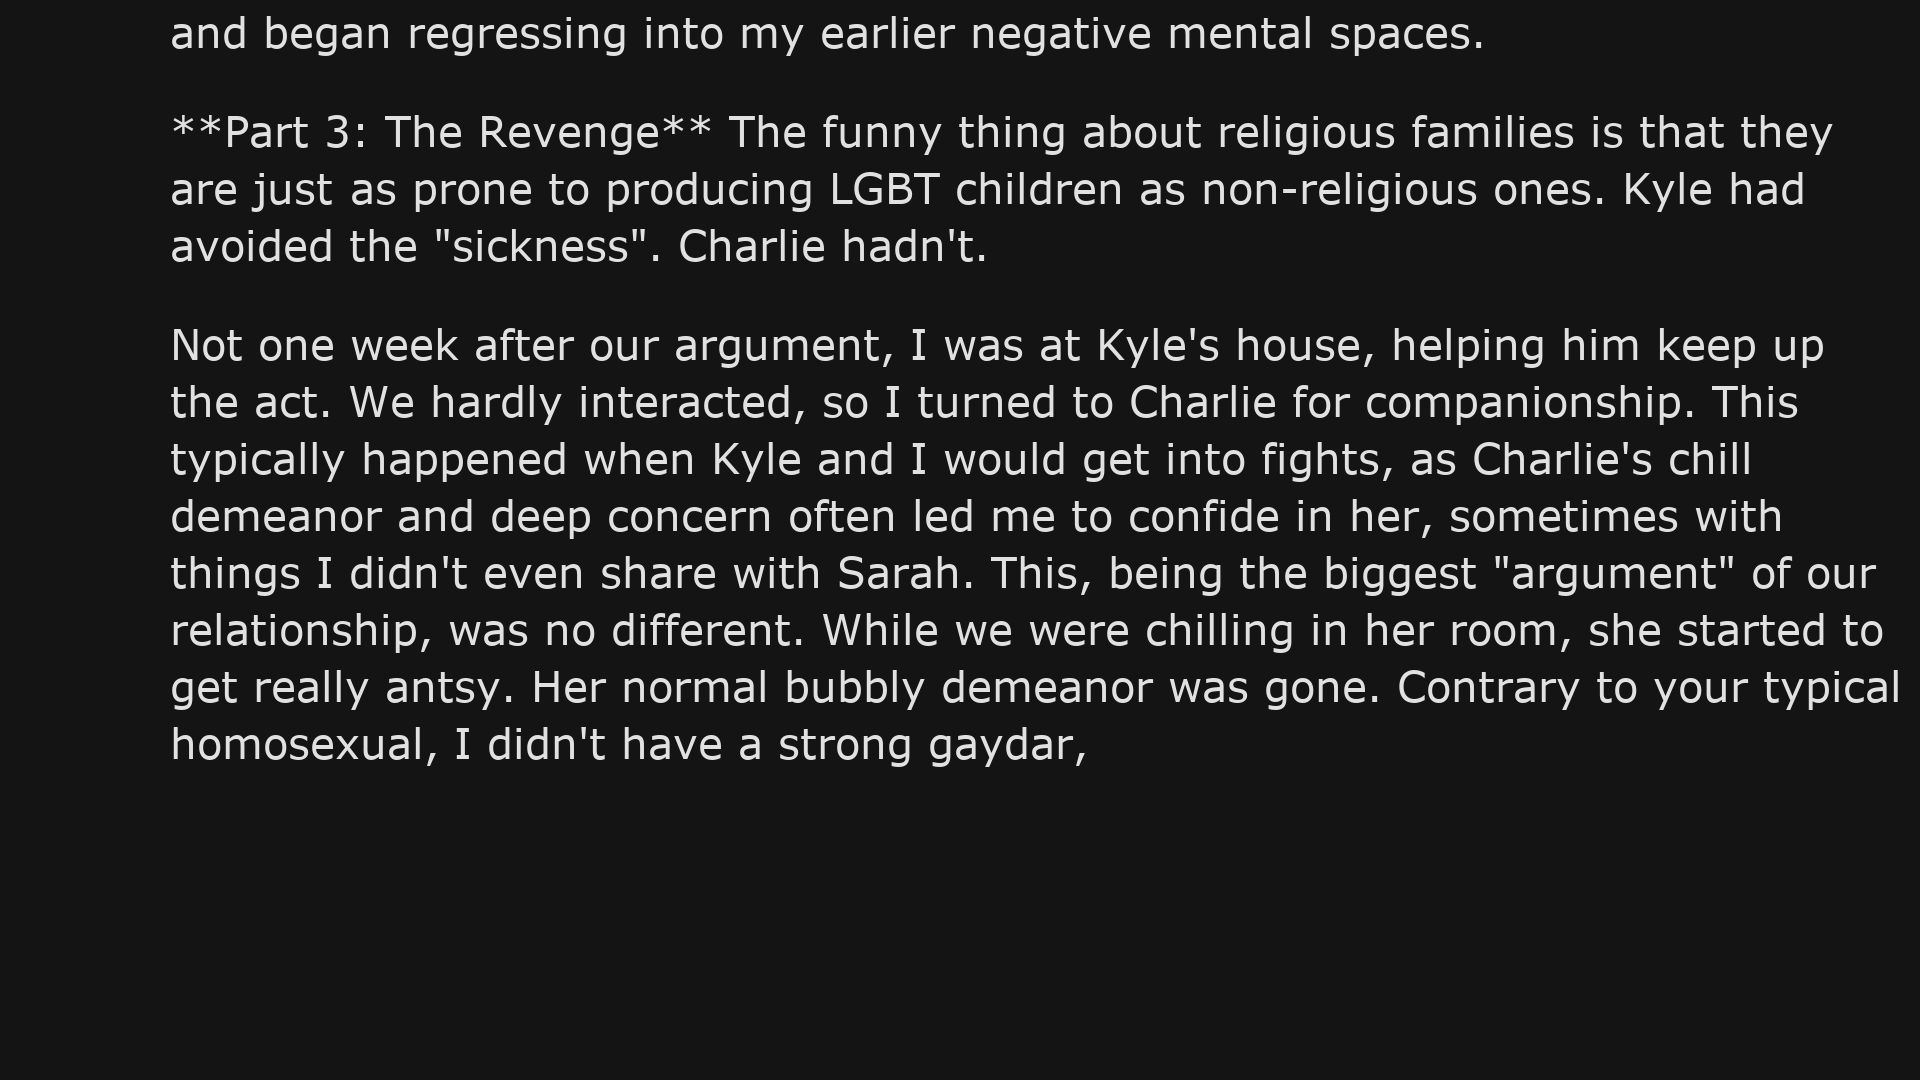 and began regressing into my earlier negative mental spaces.
**Part 3: The Revenge** The funny thing about religious families is that they
are just as prone to producing LGBT children as non-religious ones. Kyle had
avoided the "sickness". Charlie hadn't.
Not one week after our argument, I was at Kyle's house, helping him keep up
the act. We hardly interacted, so I turned to Charlie for companionship. This
typically happened when Kyle and I would get into fights, as Charlie's chill
demeanor and deep concern often led me to confide in her, sometimes with
things I didn't even share with Sarah. This, being the biggest "argument" of our
relationship, was no different. While we were chilling in her room, she started to
get really antsy. Her normal bubbly demeanor was gone. Contrary to your typical
homosexual, I didn't have a strong gaydar,